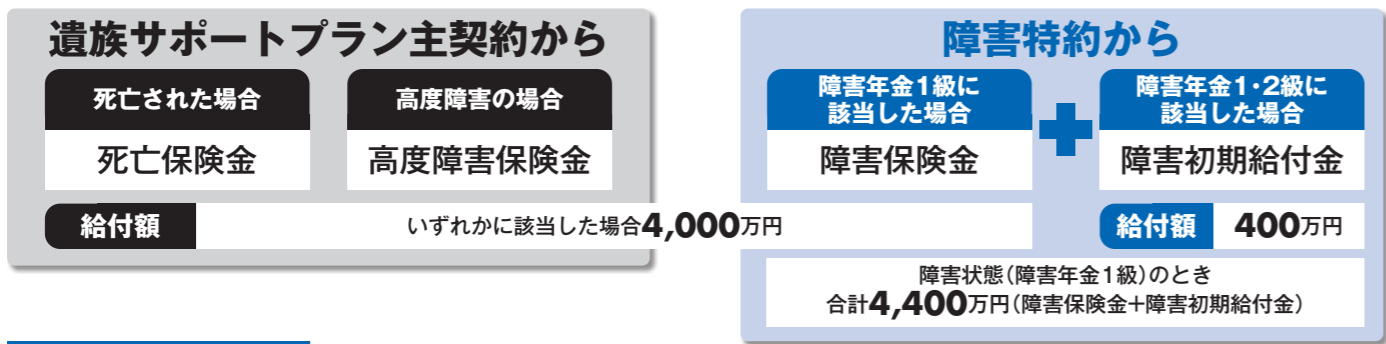 遺族サポートプラン主契約から
死亡された場合
死亡保険金
高度障害の場合
高度障害保険金
障害特約から
障害年金1級に
該当した場合
障害保険金
障害年金1・2級に
該当した場合
障害初期給付金
給付額
いずれかに該当した場合4,000万円
給付額
400万円
障害状態(障害年金1級)のとき
合計4,400万円(障害保険金+障害初期給付金)